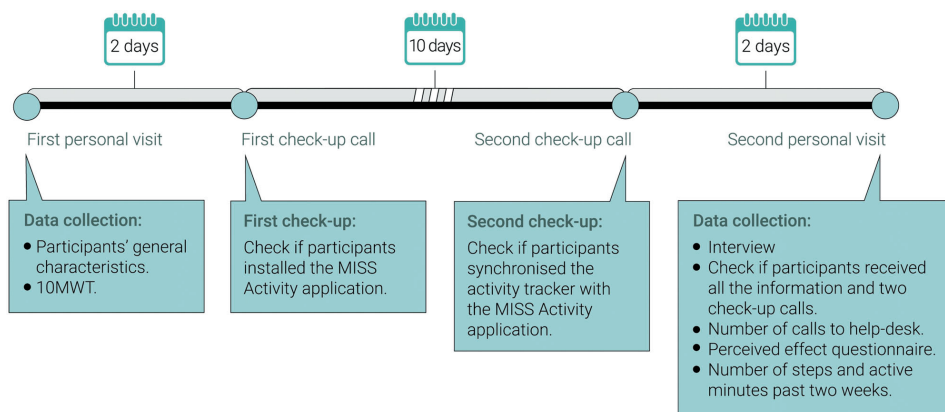 2 days
10 days
2 days
First personal visit
First check-up call
Second check-up call
Second personal visit
Data collection:
● Participants’ general
characteristics.
● 10MWT.
First check-up:
Check if participants
installed the MISS
Activity application.
Second check-up:
Check if participants
synchronised the
activity tracker with
the MISS Activity
application.
Data collection:
● Interview
● Check if participants received
all the information and two
check-up calls.
● Number of calls to help-desk.
● Perceived effect questionnaire.
● Number of steps and active
minutes past two weeks.